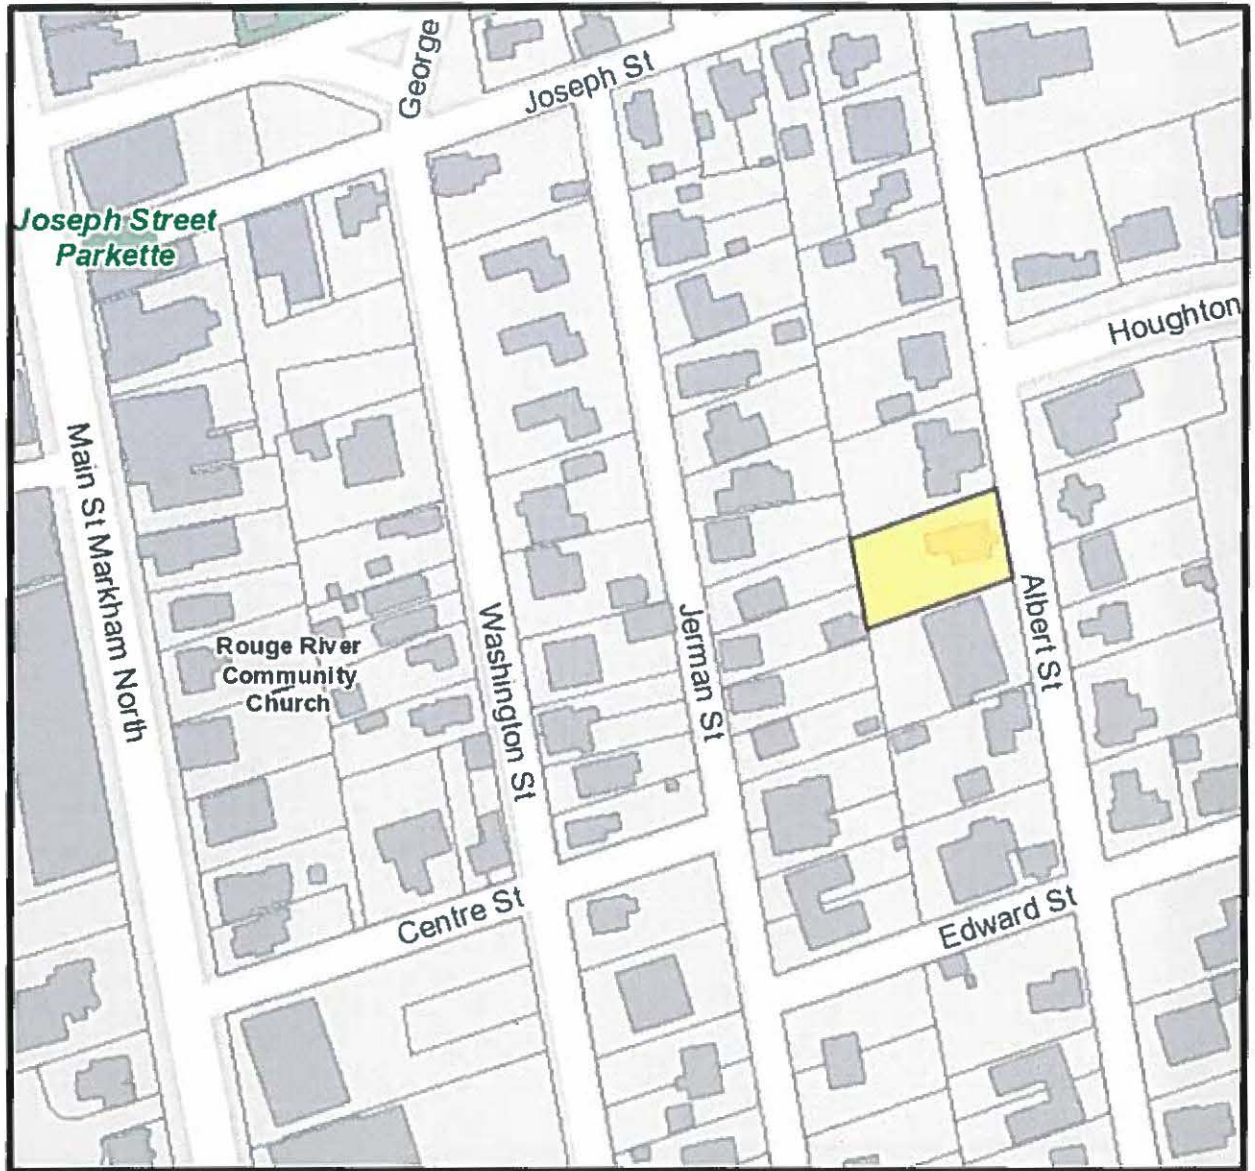 George
Joseph St
Joseph Street
Parkette
Houghton
Main St Markham North
Rouge River
Community
Church
Washington St
Jerman St
Albert St
Centre St
Edward St